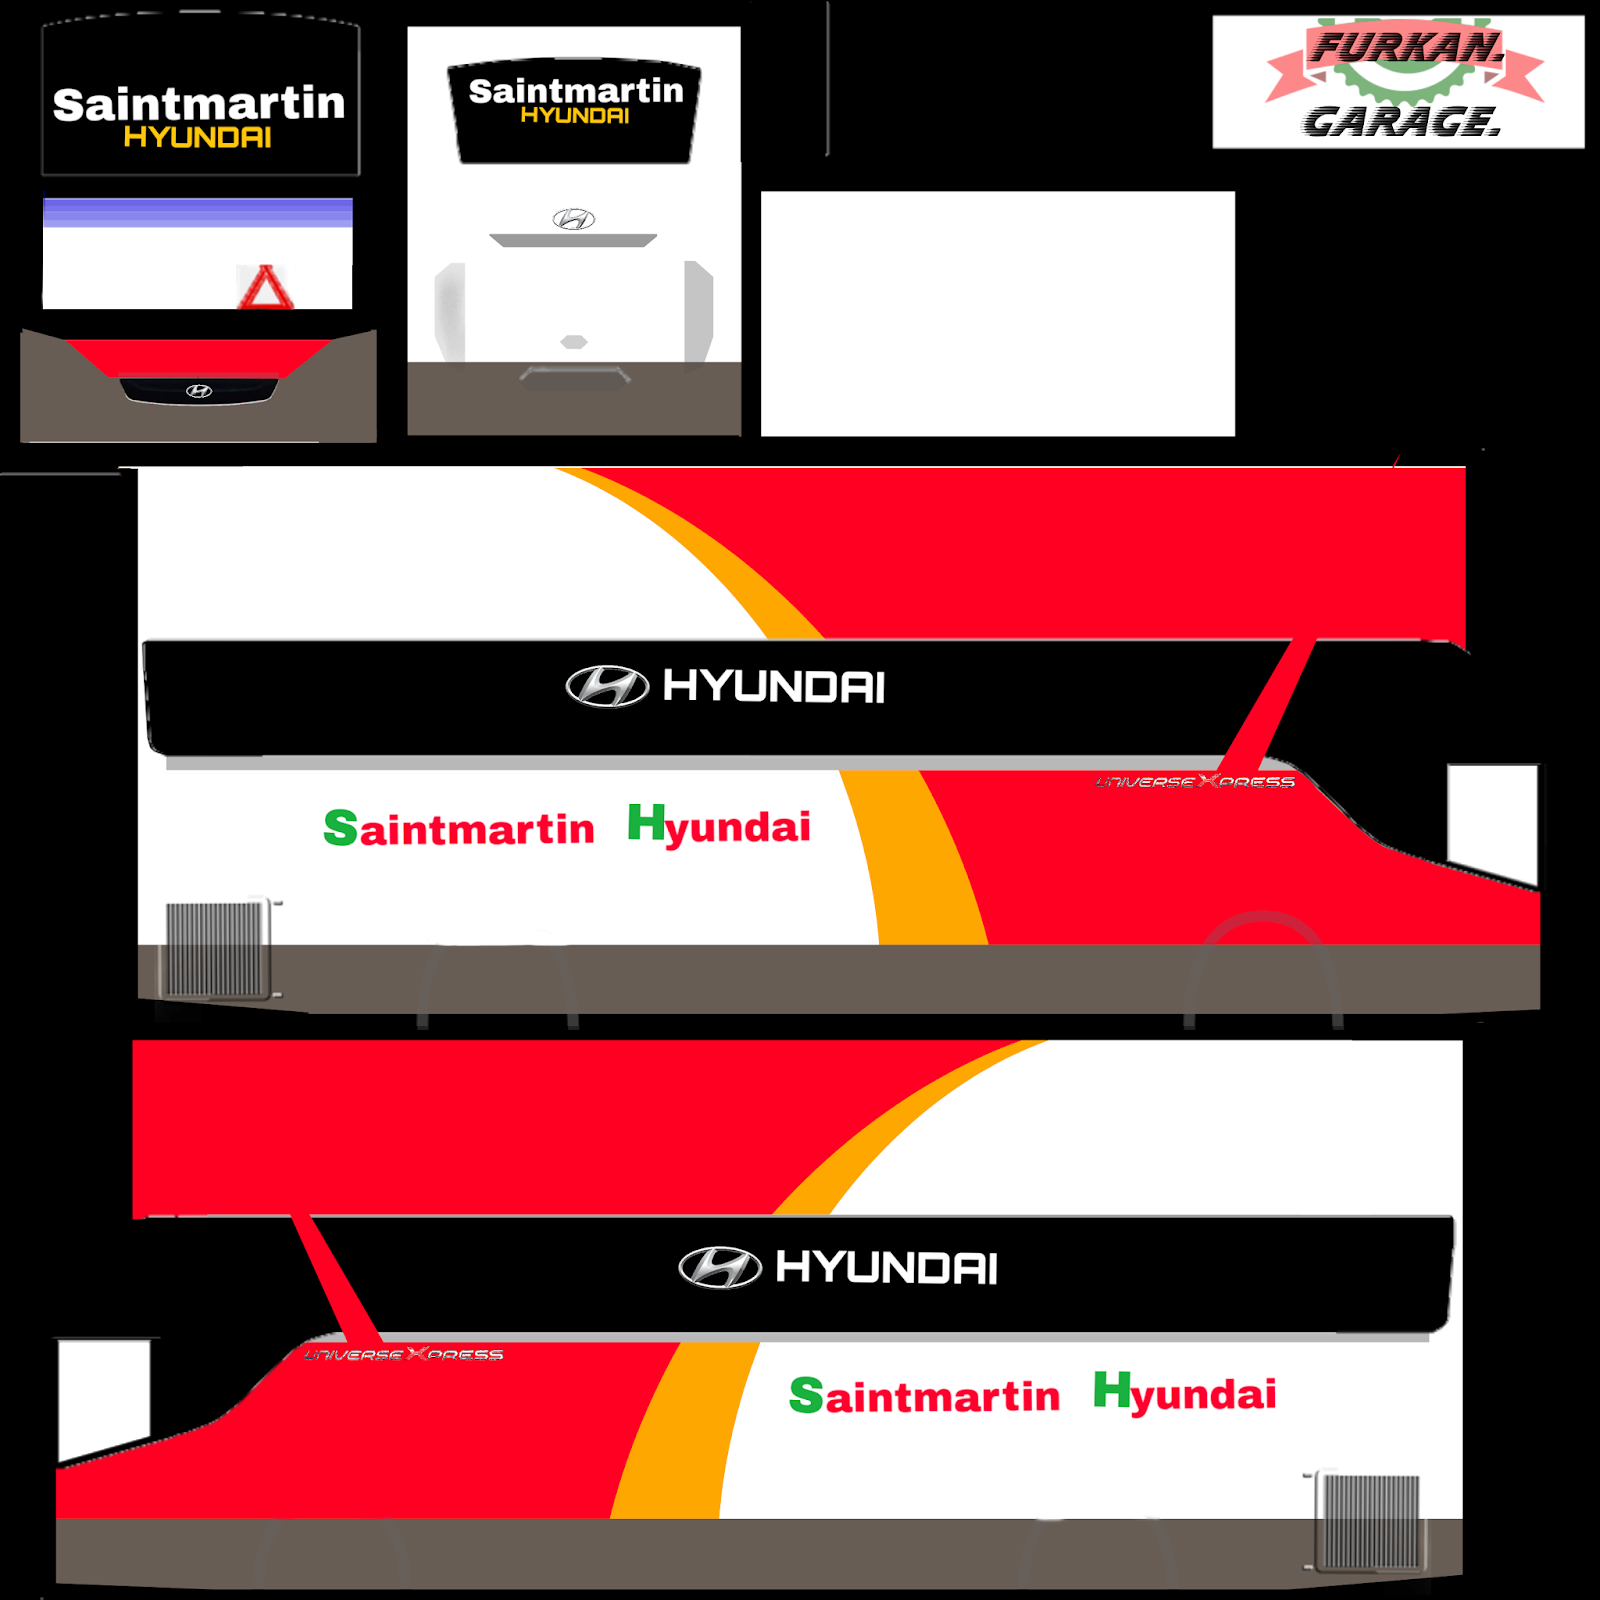 Saintmartin
HYUNDAI
Saintmartin
HYUNDAI
FURKAN.
GARAGE.
HYUNDAI
UNIVERSE XPRESS
Saintmartin Hyundai
HYUNDAI
UNIVERSE XPRESS
Saintmartin Hyundai